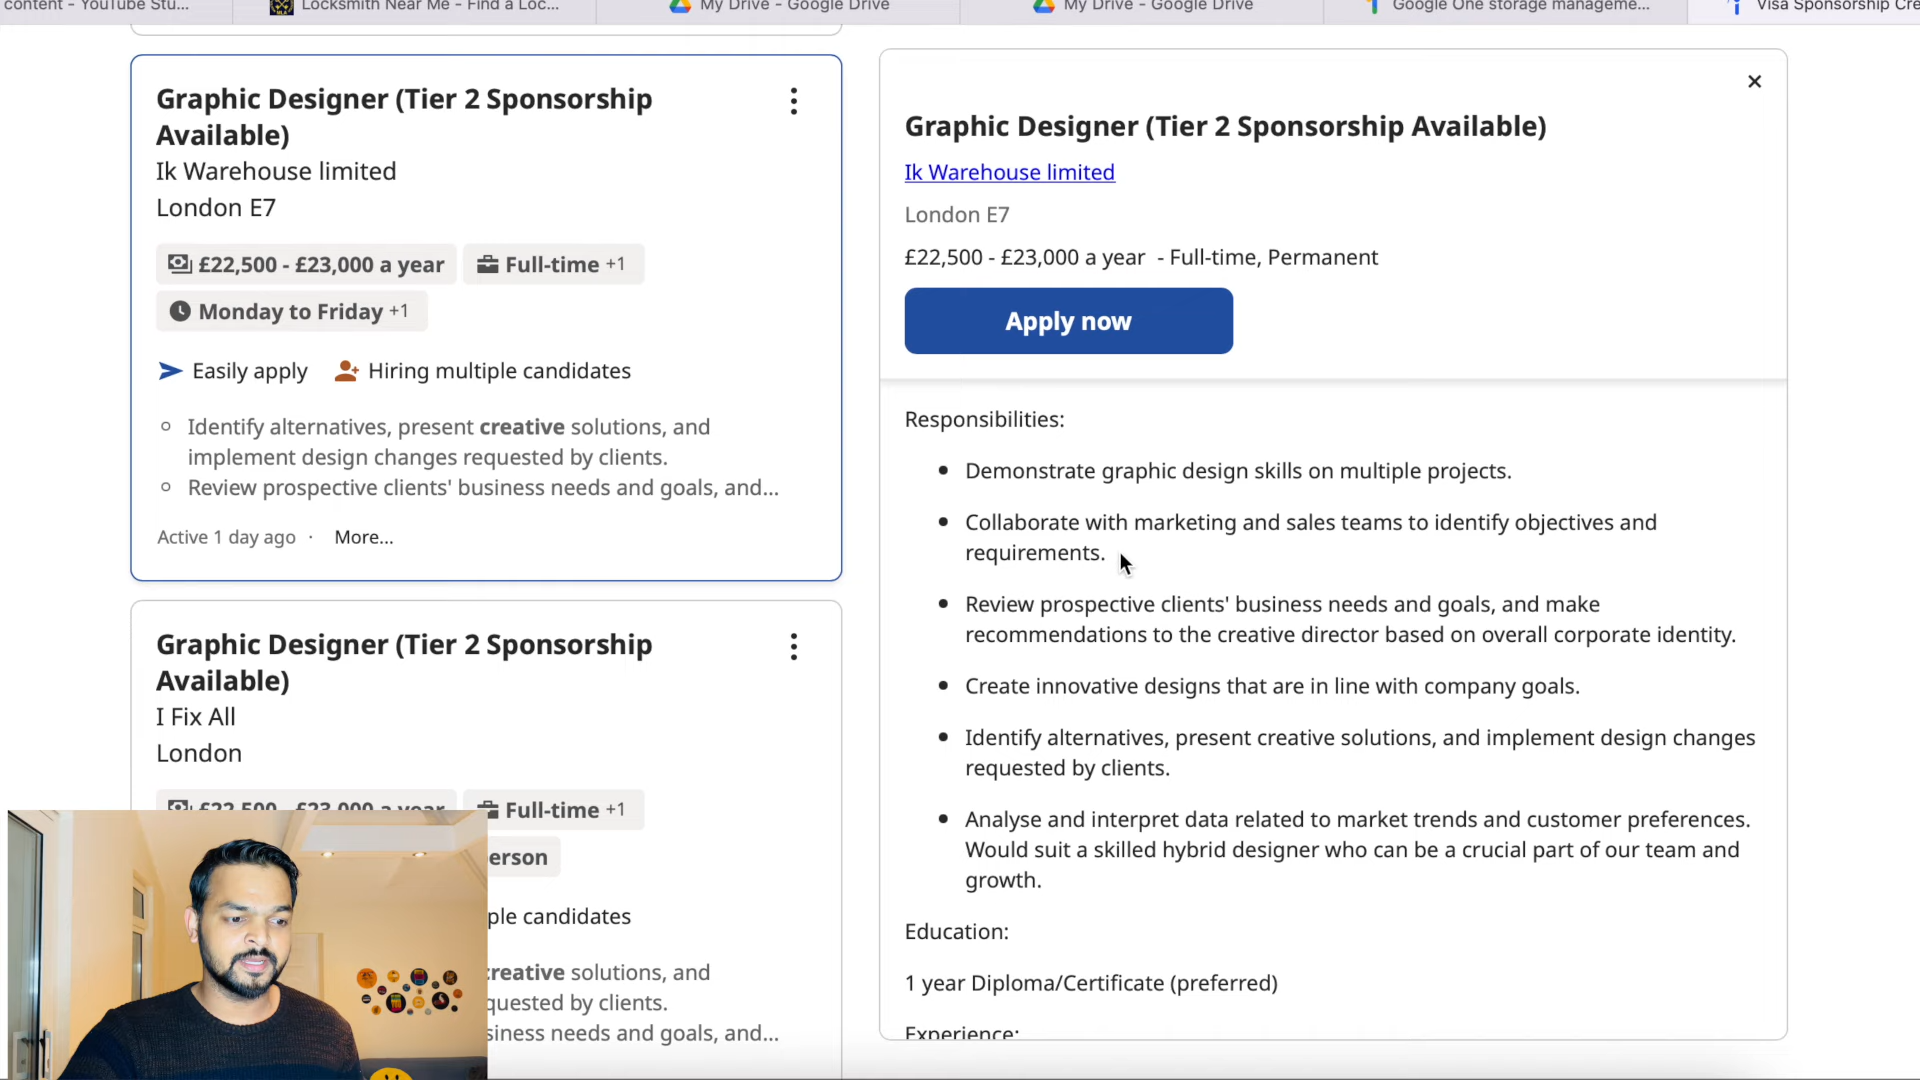 content - YouTube Stu...
Locksmith Near Me - Find a Loc...
My Drive - Google Drive
My Drive - Google Drive
Google One storage manageme...
Visa Sponsorship Cre
Graphic Designer (Tier 2 Sponsorship
Available)
Ik Warehouse limited
London E7
£22,500 - £23,000 a year
Full-time +1
Monday to Friday +1
Easily apply
Hiring multiple candidates
Identify alternatives, present creative solutions, and
implement design changes requested by clients.
Review prospective clients' business needs and goals, and...
Active 1 day ago · More...
Graphic Designer (Tier 2 Sponsorship
Available)
I Fix All
London
£22,500 - £23,000 a year
Full-time +1
erson
ple candidates
creative solutions, and
quested by clients.
siness needs and goals, and...
Graphic Designer (Tier 2 Sponsorship Available)
Ik Warehouse limited
London E7
£22,500 - £23,000 a year - Full-time, Permanent
Apply now
Responsibilities:
Demonstrate graphic design skills on multiple projects.
Collaborate with marketing and sales teams to identify objectives and
requirements.
Review prospective clients' business needs and goals, and make
recommendations to the creative director based on overall corporate identity.
Create innovative designs that are in line with company goals.
Identify alternatives, present creative solutions, and implement design changes
requested by clients.
Analyse and interpret data related to market trends and customer preferences.
Would suit a skilled hybrid designer who can be a crucial part of our team and
growth.
Education:
1 year Diploma/Certificate (preferred)
Experience: